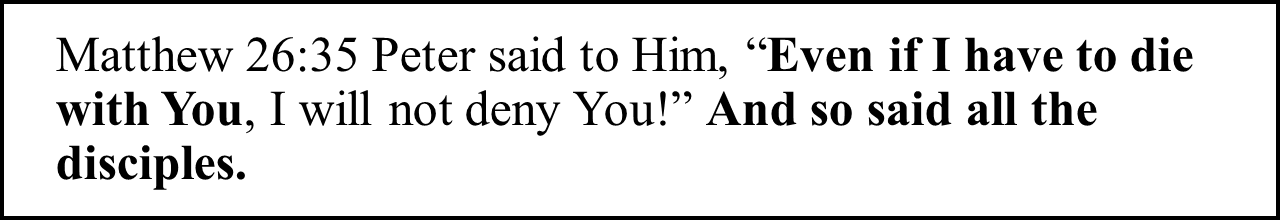 Matthew 26:35 Peter said to Him, “Even if I have to die
with You, I will not deny You!” And so said all the
disciples.